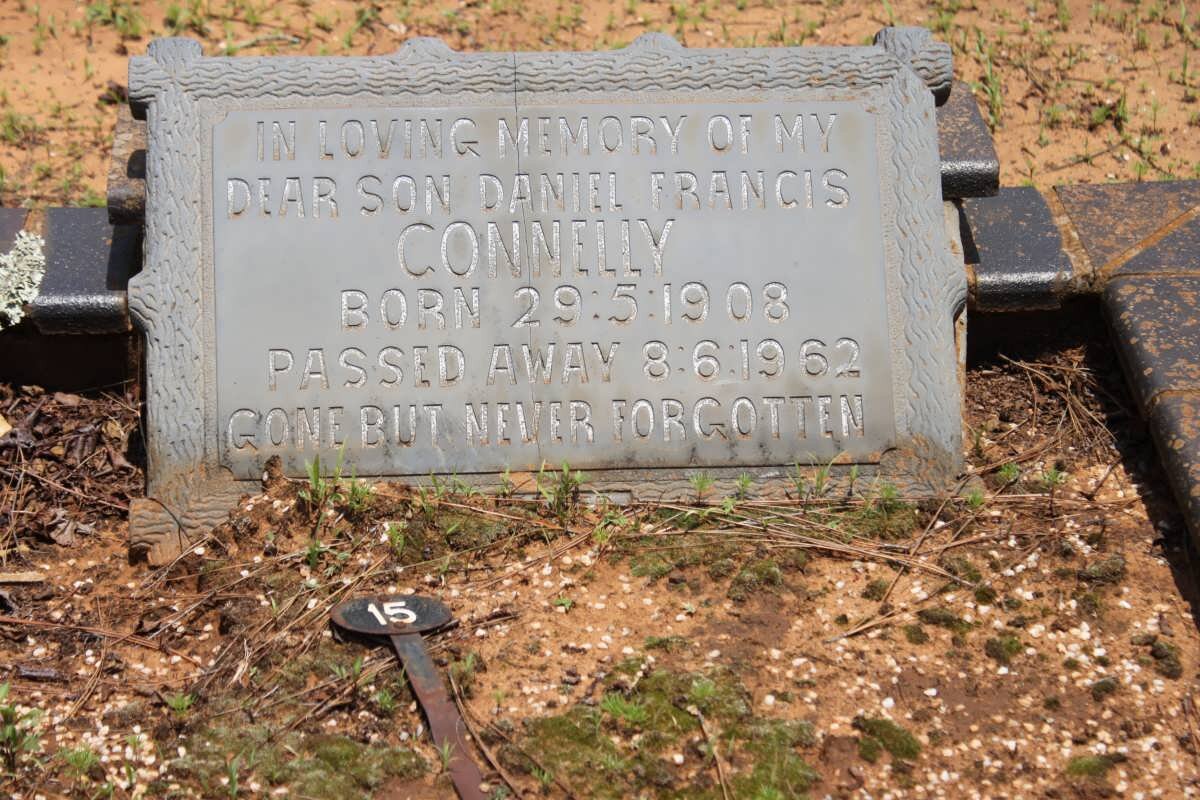 IN LOVING MEMORY OF MY
DEAR SON DANIEL FRANCIS
CONNELLY
BORN 29:5:1908
PASSED AWAY 8:6:1962
GONE BUT NEVER FORGOTTEN
15